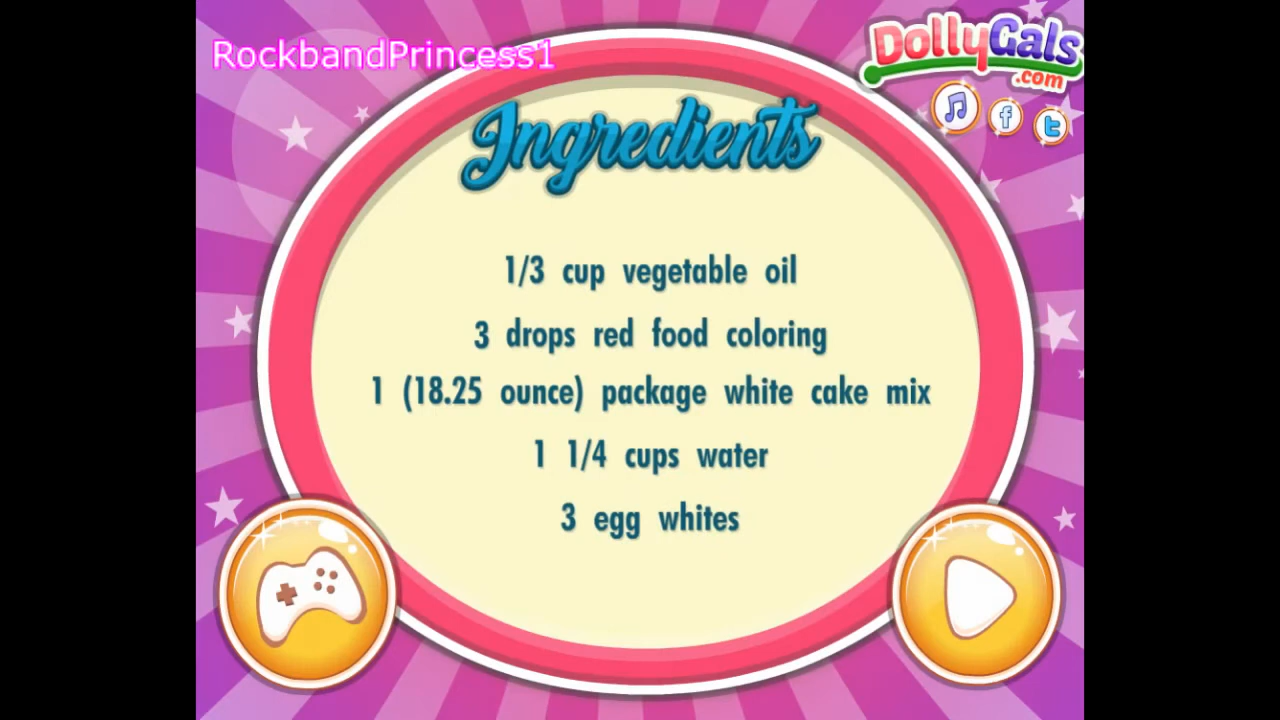 RockbandPrincess1
DollyGals
.com
Ingredients
1/3 cup vegetable oil
3 drops red food coloring
1 (18.25 ounce) package white cake mix
1 1/4 cups water
3 egg whites